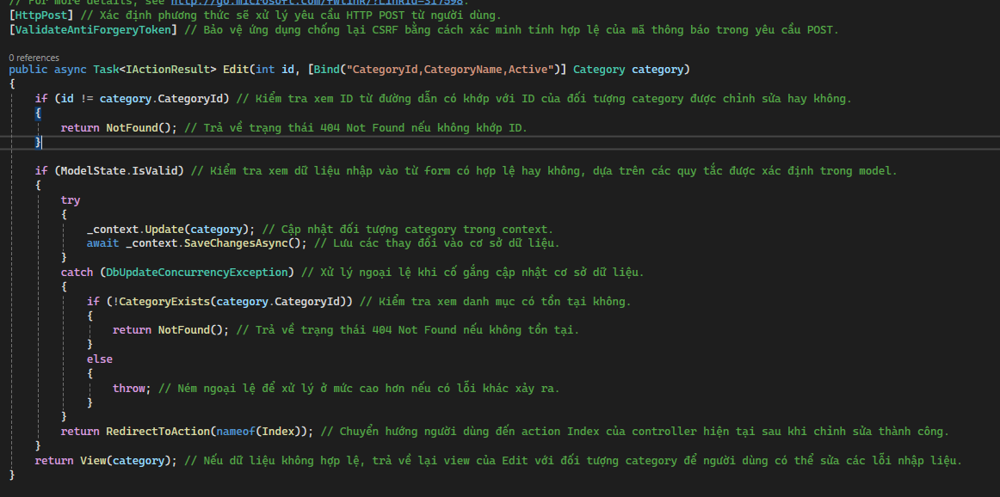 // For more details, see http://go.microsoft.com/fwlink/?LinkId=317598.
[HttpPost] // Xác định phương thức sẽ xử lý yêu cầu HTTP POST từ người dùng.
[ValidateAntiForgeryToken] // Bảo vệ ứng dụng chống lại CSRF bằng cách xác minh tính hợp lệ của mã thông báo trong yêu cầu POST.
0 references
public async Task<IActionResult> Edit(int id, [Bind("CategoryId,CategoryName,Active")] Category category)
{
if (id != category.CategoryId) // Kiểm tra xem ID từ đường dẫn có khớp với ID của đối tượng category được chỉnh sửa hay không.
{
return NotFound(); // Trả về trạng thái 404 Not Found nếu không khớp ID.
}
if (ModelState.IsValid) // Kiểm tra xem dữ liệu nhập vào từ form có hợp lệ hay không, dựa trên các quy tắc được xác định trong model.
{
try
{
_context.Update(category); // Cập nhật đối tượng category trong context.
await _context.SaveChangesAsync(); // Lưu các thay đổi vào cơ sở dữ liệu.
}
catch (DbUpdateConcurrencyException) // Xử lý ngoại lệ khi cố gắng cập nhật cơ sở dữ liệu.
{
if (!CategoryExists(category.CategoryId)) // Kiểm tra xem danh mục có tồn tại không.
{
return NotFound(); // Trả về trạng thái 404 Not Found nếu không tồn tại.
}
else
{
throw; // Ném ngoại lệ để xử lý ở mức cao hơn nếu có lỗi khác xảy ra.
}
}
return RedirectToAction(nameof(Index)); // Chuyển hướng người dùng đến action Index của controller hiện tại sau khi chỉnh sửa thành công.
}
return View(category); // Nếu dữ liệu không hợp lệ, trả về lại view của Edit với đối tượng category để người dùng có thể sửa các lỗi nhập liệu.
}